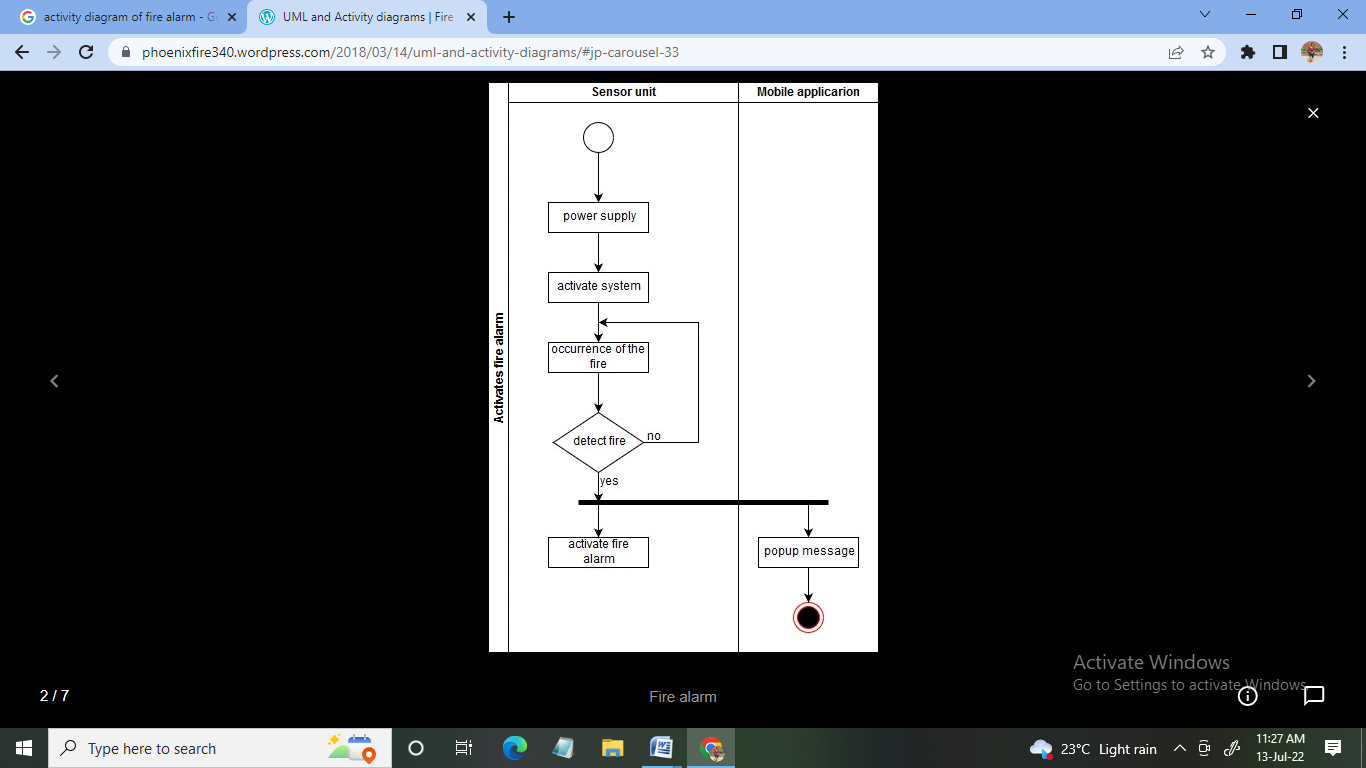 activity diagram of fire alarm - G
UML and Activity diagrams | Fire
phoenixfire340.wordpress.com/2018/03/14/uml-and-activity-diagrams/#jp-carousel-33
Sensor unit
Mobile applicarion
Activates fire alarm
power supply
activate system
occurrence of the
fire
detect fire
no
yes
activate fire
alarm
popup message
Activate Windows
Go to Settings to activate Windows.
2 / 7
Fire alarm
Type here to search
23°C Light rain
11:27 AM
13-Jul-22